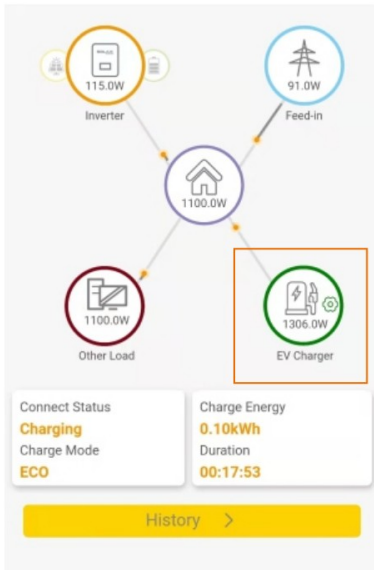 115.0W
Inverter
91.0W
Feed-in
1100.0W
1100.0W
Other Load
1306.0W
EV Charger
Connect Status
Charging
Charge Mode
ECO
Charge Energy
0.10kWh
Duration
00:17:53
History >